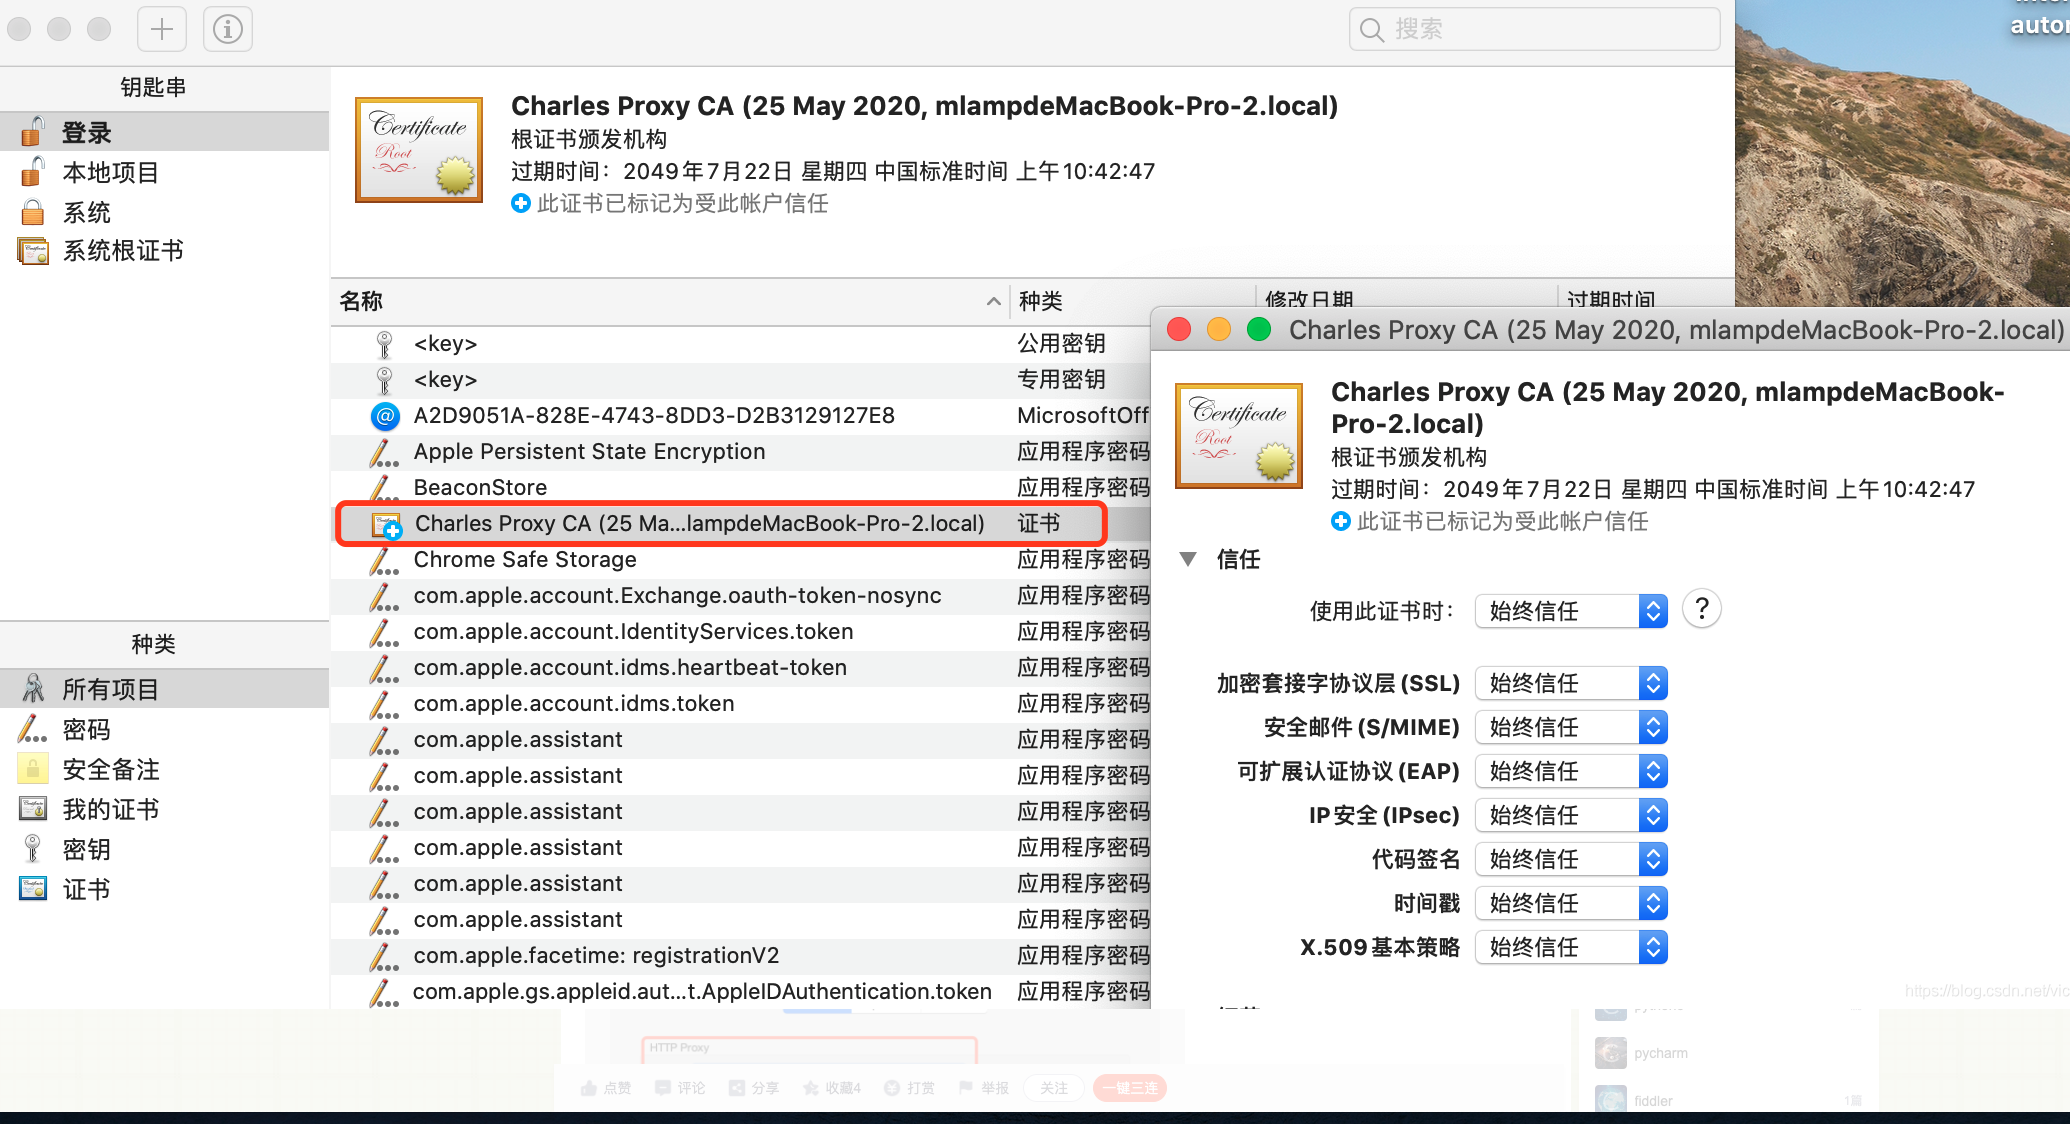 搜索
钥匙串
登录
本地项目
系统
系统根证书
Certificate
Root
Charles Proxy CA (25 May 2020, mlampdeMacBook-Pro-2.local)
根证书颁发机构
过期时间：2049年7月22日 星期四 中国标准时间 上午10:42:47
此证书已标记为受此帐户信任
名称 种类 修改日期 过期时间
<key> 公用密钥
<key> 专用密钥
A2D9051A-828E-4743-8DD3-D2B3129127E8 MicrosoftOff
Apple Persistent State Encryption 应用程序密码
BeaconStore 应用程序密码
Charles Proxy CA (25 Ma...lampdeMacBook-Pro-2.local) 证书
Chrome Safe Storage 应用程序密码
com.apple.account.Exchange.oauth-token-nosync 应用程序密码
com.apple.account.IdentityServices.token 应用程序密码
com.apple.account.idms.heartbeat-token 应用程序密码
com.apple.account.idms.token 应用程序密码
com.apple.assistant 应用程序密码
com.apple.assistant 应用程序密码
com.apple.assistant 应用程序密码
com.apple.assistant 应用程序密码
com.apple.assistant 应用程序密码
com.apple.assistant 应用程序密码
com.apple.facetime: registrationV2 应用程序密码
com.apple.gs.appleid.aut...t.AppleIDAuthentication.token 应用程序密码
种类
所有项目
密码
安全备注
我的证书
密钥
证书
Charles Proxy CA (25 May 2020, mlampdeMacBook-Pro-2.local)
Certificate
Root
Charles Proxy CA (25 May 2020, mlampdeMacBook-
Pro-2.local)
根证书颁发机构
过期时间：2049年7月22日 星期四 中国标准时间 上午10:42:47
此证书已标记为受此帐户信任
信任
使用此证书时： 始终信任 ?
加密套接字协议层 (SSL) 始终信任
安全邮件 (S/MIME) 始终信任
可扩展认证协议 (EAP) 始终信任
IP 安全 (IPsec) 始终信任
代码签名 始终信任
时间戳 始终信任
X.509 基本策略 始终信任
https://blog.csdn.net/vic
HTTP Proxy
点赞 评论 分享 收藏4 打赏 举报 关注 一键三连
pycharm
fiddler 1篇